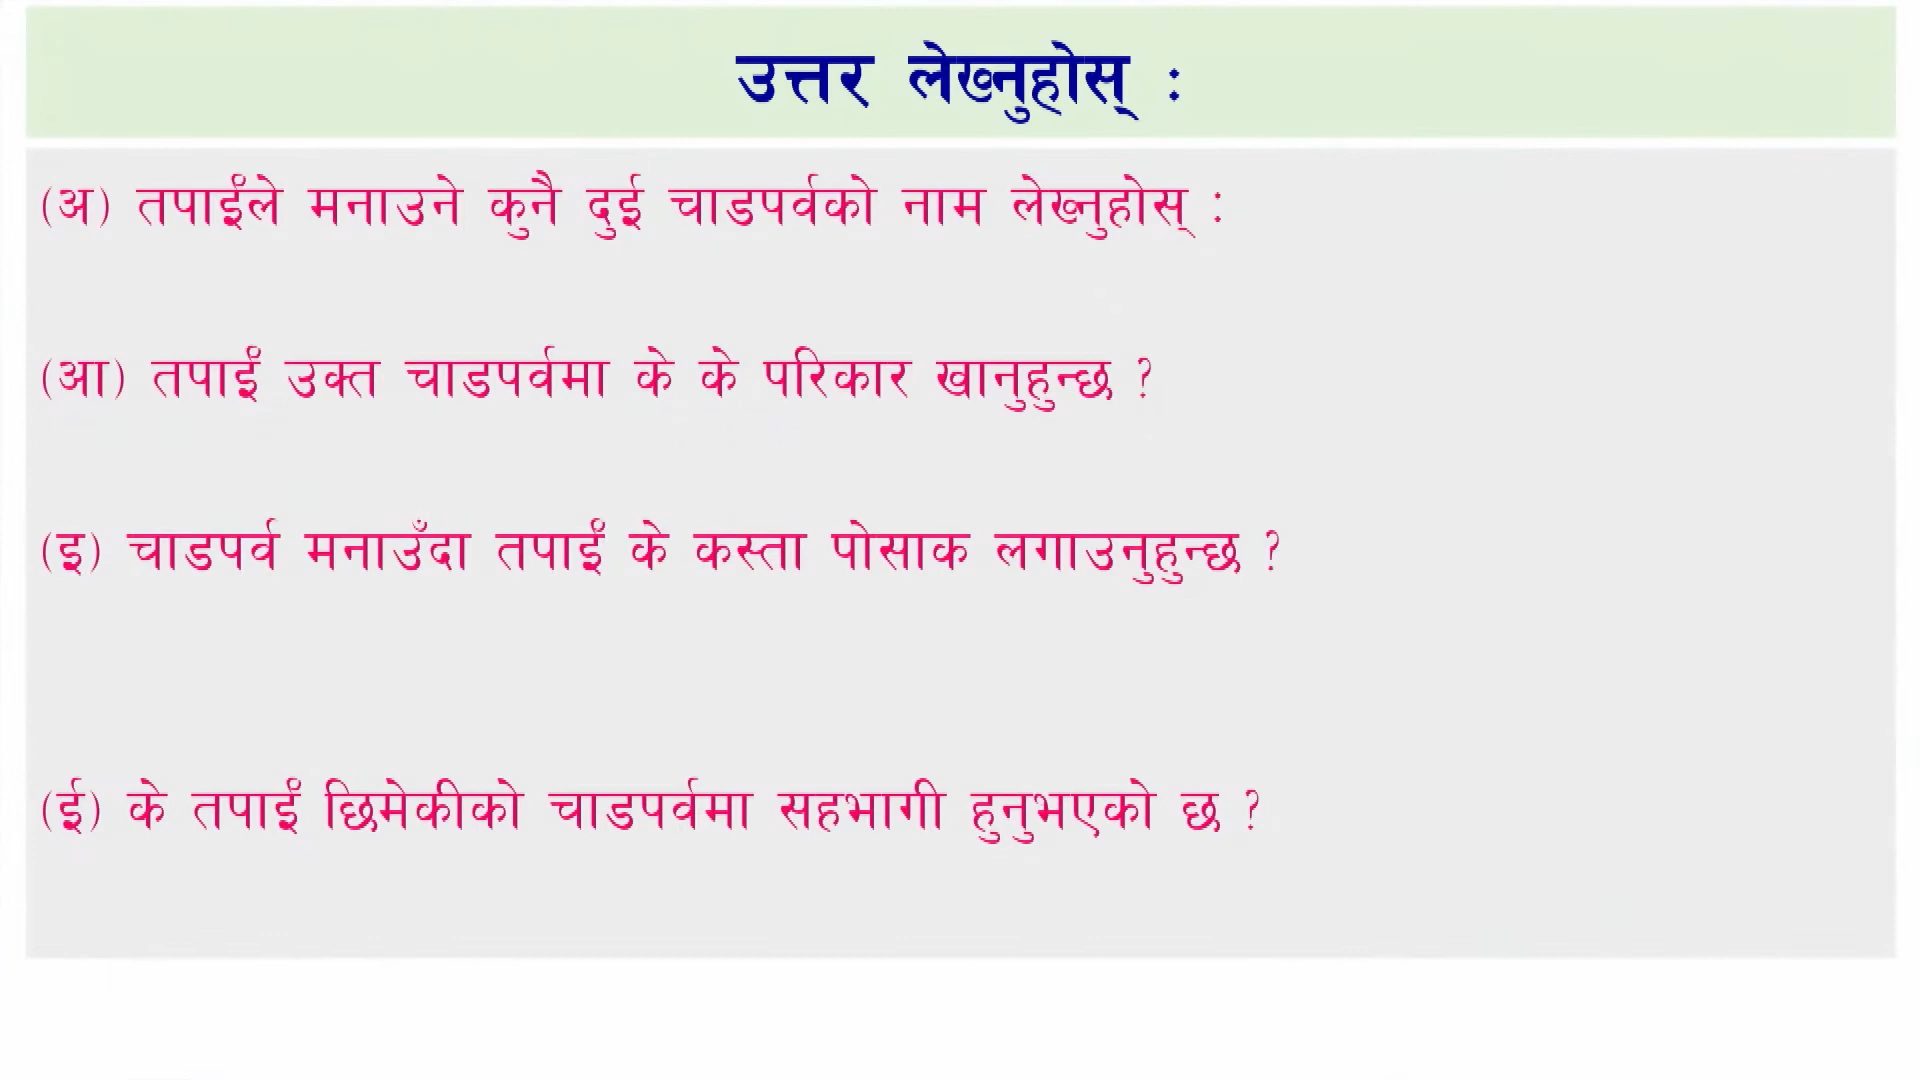 उत्तर लेख्नुहोस् :
(अ) तपाईंले मनाउने कुनै दुई चाडपर्वको नाम लेख्नुहोस् :
(आ) तपाईं उक्त चाडपर्वमा के के परिकार खानुहुन्छ ?
(इ) चाडपर्व मनाउँदा तपाईं के कस्ता पोसाक लगाउनुहुन्छ ?
(ई) के तपाईं छिमेकीको चाडपर्वमा सहभागी हुनुभएको छ ?